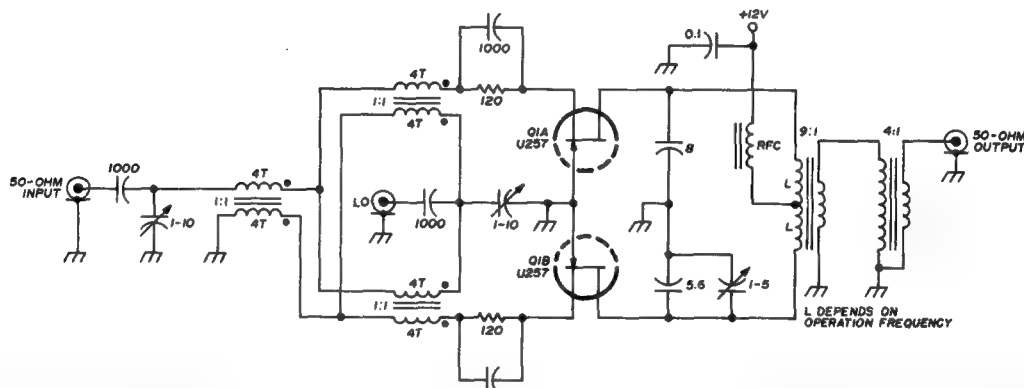 +12V
0.1
1000
4T
1:1
4T
120
Q1A
U257
8
RFC
9:1
4:1
50-OHM
OUTPUT
50-OHM
INPUT
1000
1-10
4T
1:1
4T
LO
1000
1-10
L
L
Q1B
U257
5.6
1-5
4T
1:1
4T
120
L DEPENDS ON
OPERATION FREQUENCY